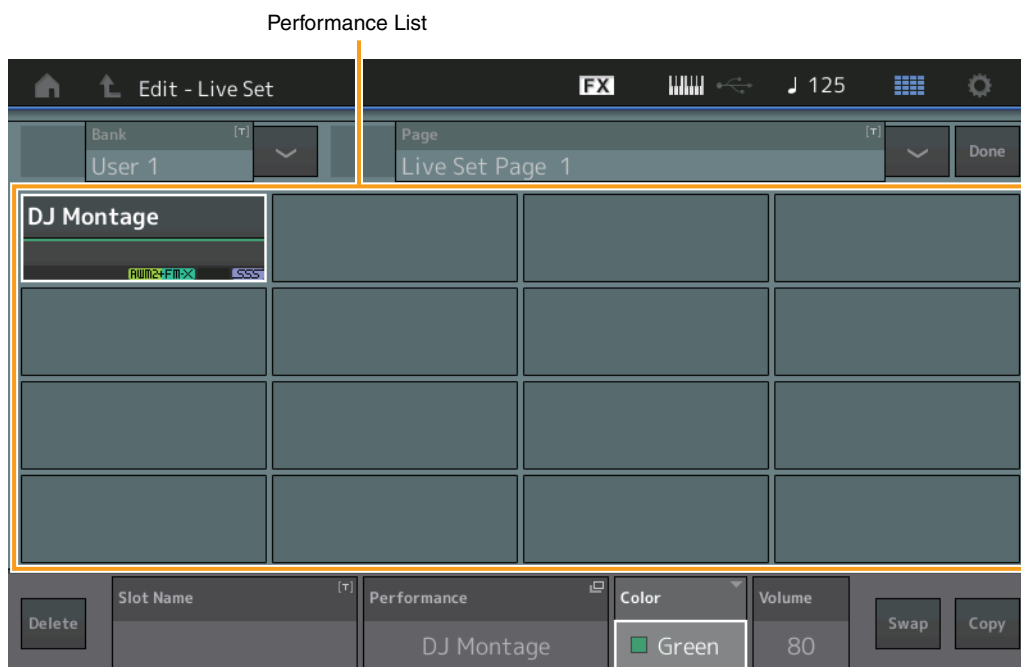 Performance List
Edit - Live Set
FX
♩ 125
Bank [T]
User 1
Page [T]
Live Set Page 1
Done
DJ Montage
AWM2+FM-X SSS
Delete
Slot Name [T]
Performance
DJ Montage
Color
Green
Volume
80
Swap
Copy